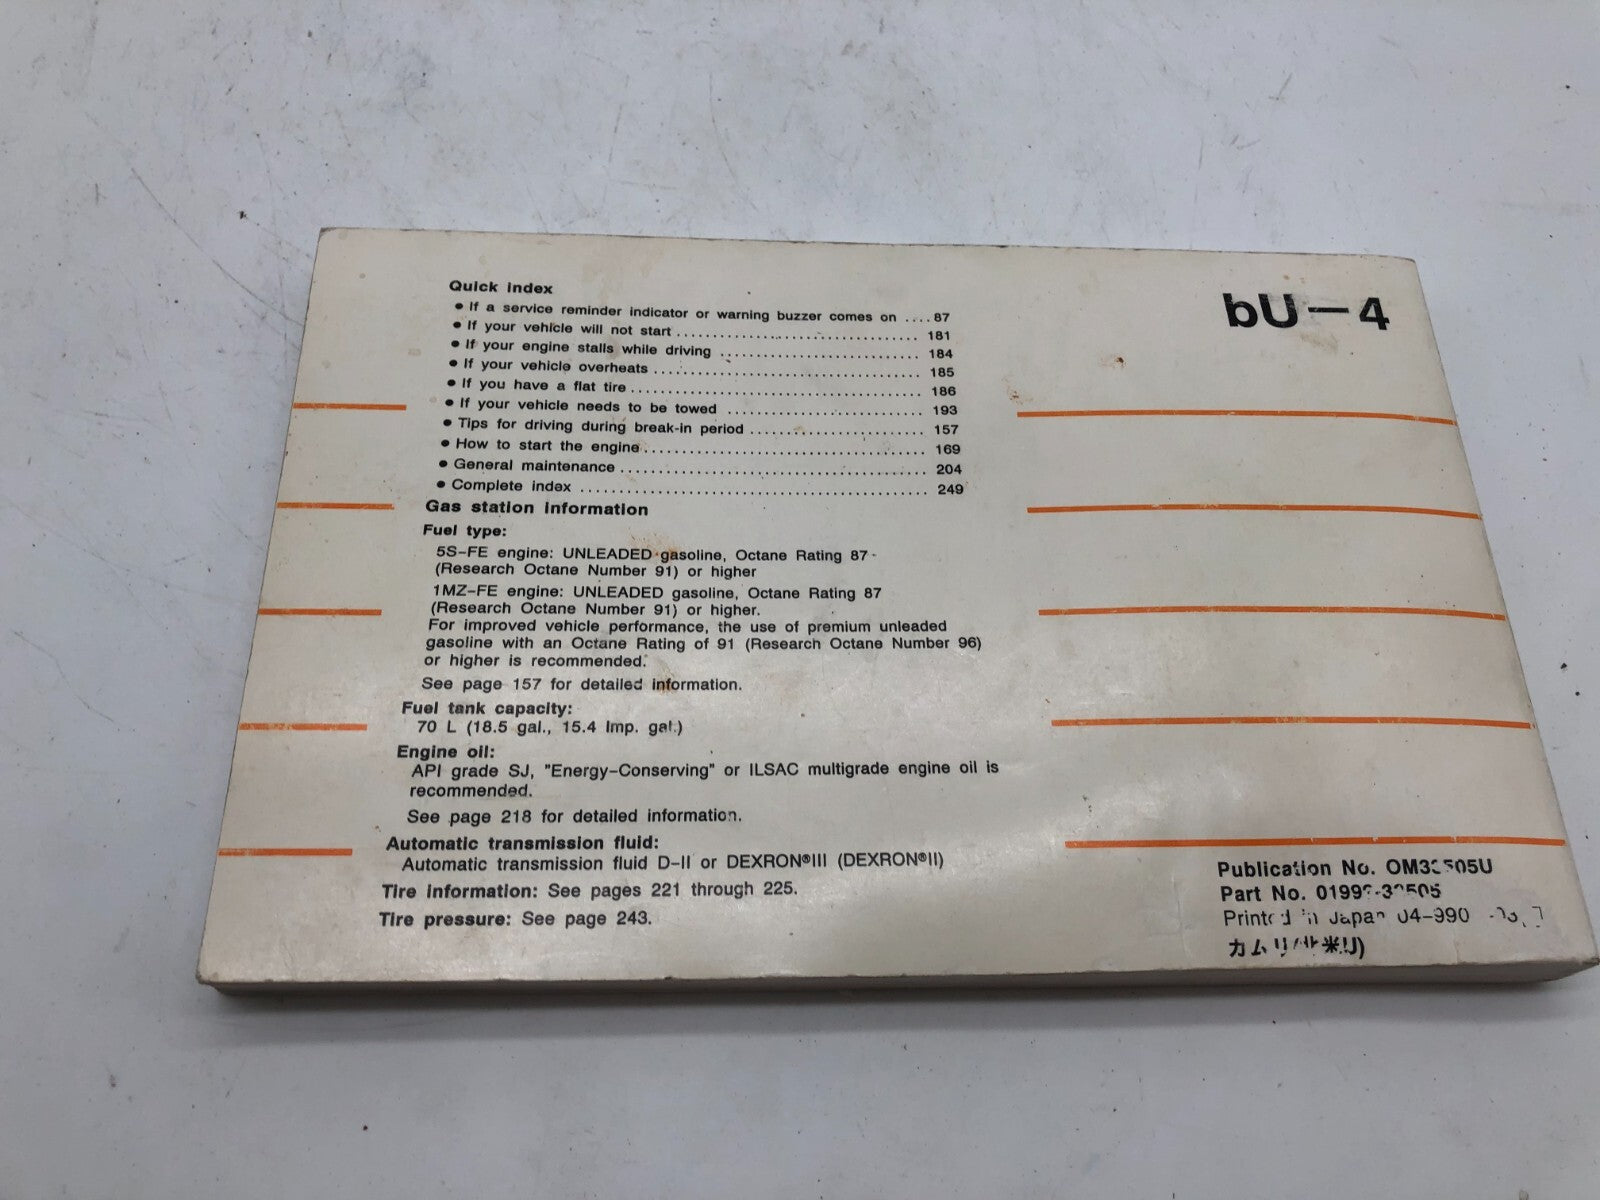 Quick index
● If a service reminder indicator or warning buzzer comes on .... 87
● If your vehicle will not start .................................. 181
● If your engine stalls while driving ............................ 184
● If your vehicle overheats ...................................... 185
● If you have a flat tire ......................................... 186
● If your vehicle needs to be towed ............................ 193
● Tips for driving during break-in period ........................ 157
● How to start the engine ........................................ 169
● General maintenance ........................................... 204
● Complete index ................................................. 249
bU-4
Gas station information
Fuel type:
5S-FE engine: UNLEADED gasoline, Octane Rating 87
(Research Octane Number 91) or higher
1MZ-FE engine: UNLEADED gasoline, Octane Rating 87
(Research Octane Number 91) or higher.
For improved vehicle performance, the use of premium unleaded
gasoline with an Octane Rating of 91 (Research Octane Number 96)
or higher is recommended.
See page 157 for detailed information.
Fuel tank capacity:
70 L (18.5 gal., 15.4 Imp. gal.)
Engine oil:
API grade SJ, "Energy-Conserving" or ILSAC multigrade engine oil is
recommended.
See page 218 for detailed information.
Automatic transmission fluid:
Automatic transmission fluid D-II or DEXRON®III (DEXRON®II)
Tire information: See pages 221 through 225.
Tire pressure: See page 243.
Publication No.
Part No.
Printed in Japan